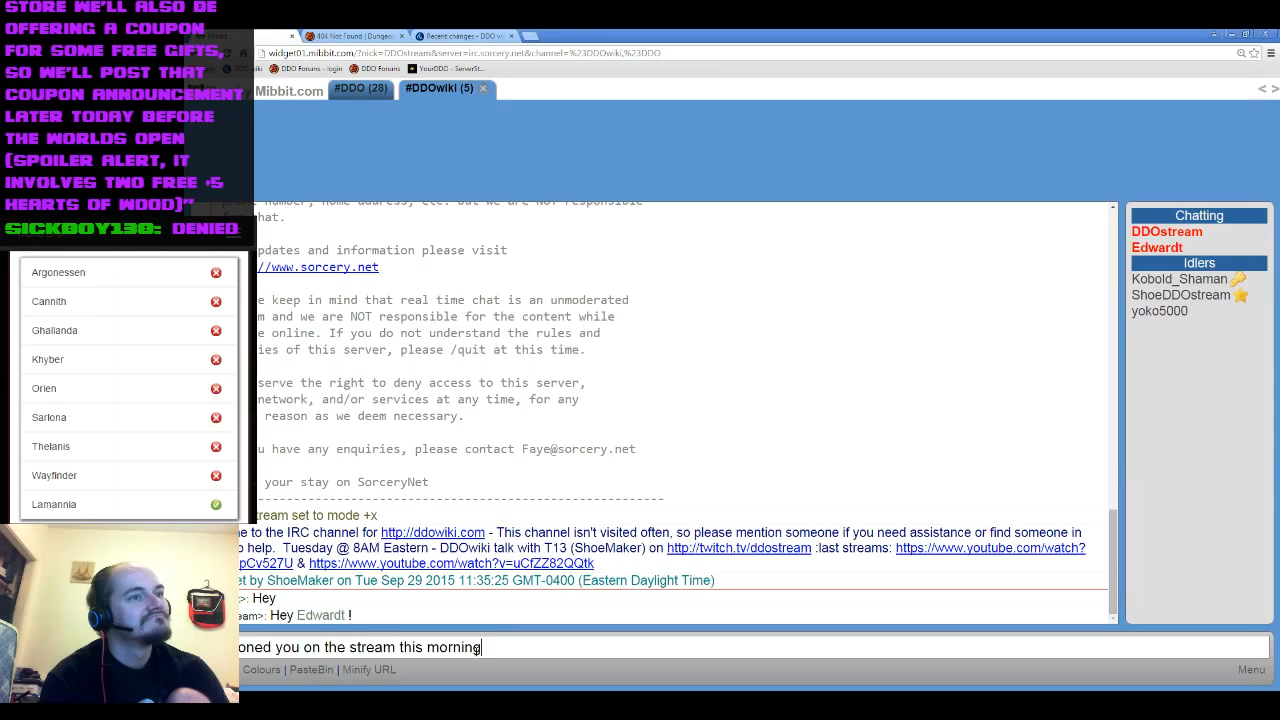 STORE WE'LL ALSO BE
OFFERING A COUPON
FOR SOME FREE GIFTS,
SO WE'LL POST THAT
COUPON ANNOUNCEMENT
LATER TODAY BEFORE
THE WORLDS OPEN
(SPOILER ALERT, IT
INVOLVES TWO FREE +5
HEARTS OF WOOD)"
SICKBOY138: DENIED
Argonessen
Cannith
Ghallanda
Khyber
Orien
Sarlona
Thelanis
Wayfinder
Lamannia
404 Not Found | Dungeo
Recent changes - DDO w
widget01.mibbit.com/?nick=DDOstream&server=irc.sorcery.net&channel=%23DDOwiki,%23DDO
DDO Forums - login
DDO Forums
YourDDO - ServerSt...
Mibbit.com
#DDO (28)
#DDOwiki (5)
< >
phone number, home address, etc. but we are NOT responsible
hat.
pdates and information please visit
//www.sorcery.net
e keep in mind that real time chat is an unmoderated
m and we are NOT responsible for the content while
e online. If you do not understand the rules and
ies of this server, please /quit at this time.
serve the right to deny access to this server,
network, and/or services at any time, for any
reason as we deem necessary.
u have any enquiries, please contact Faye@sorcery.net
your stay on SorceryNet
----------------------------------------------------------
tream set to mode +x
ne to the IRC channel for http://ddowiki.com - This channel isn't visited often, so please mention someone if you need assistance or find someone in
o help. Tuesday @ 8AM Eastern - DDOwiki talk with T13 (ShoeMaker) on http://twitch.tv/ddostream :last streams: https://www.youtube.com/watch?
pCv527U & https://www.youtube.com/watch?v=uCfZZ82QQtk
et by ShoeMaker on Tue Sep 29 2015 11:35:25 GMT-0400 (Eastern Daylight Time)
>: Hey
eam>: Hey Edwardt !
oned you on the stream this morning
Colours | PasteBin | Minify URL
Menu
Chatting
DDOstream
Edwardt
Idlers
Kobold_Shaman
ShoeDDOstream
yoko5000